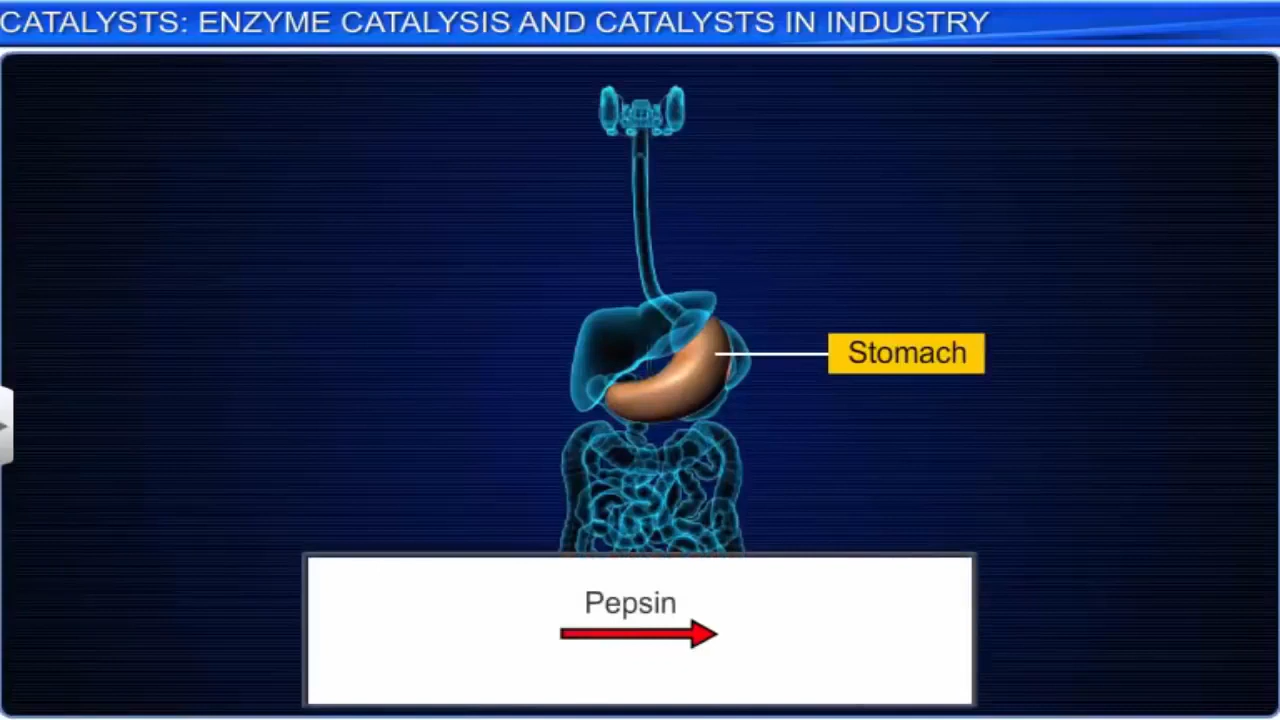 CATALYSTS: ENZYME CATALYSIS AND CATALYSTS IN INDUSTRY
Stomach
Pepsin